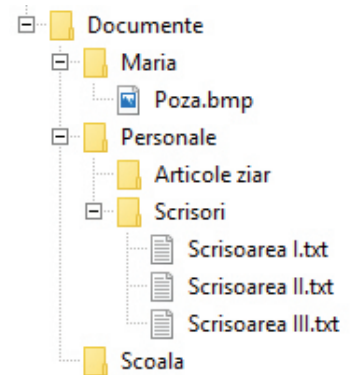 Documente
Maria
Poza.bmp
Personale
Articole ziar
Scrisori
Scrisoarea I.txt
Scrisoarea II.txt
Scrisoarea III.txt
Scoala